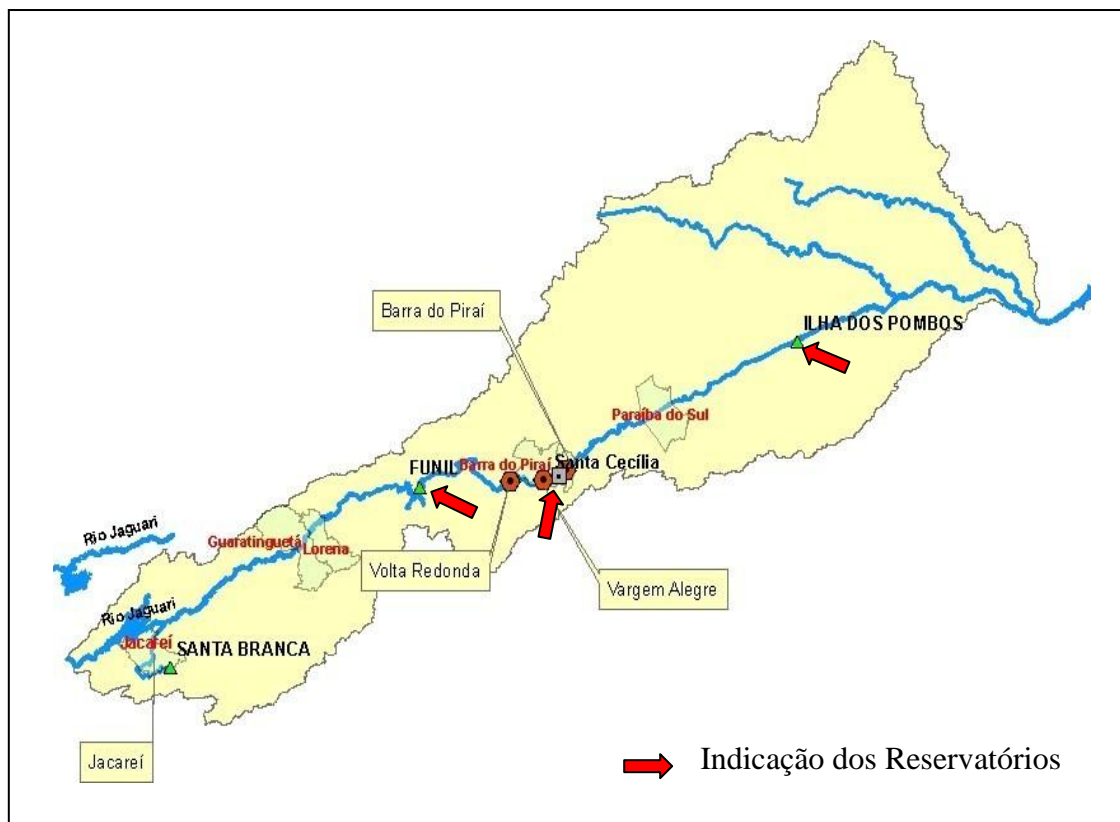 Barra do Piraí
ILHA DOS POMBOS
Paraíba do Sul
FUNIL
Barra do Piraí
Santa Cecília
Rio Jaguari
Guaratinguetá
Lorena
Volta Redonda
Vargem Alegre
Rio Jaguari
Jacareí
SANTA BRANCA
Jacareí
Indicação dos Reservatórios